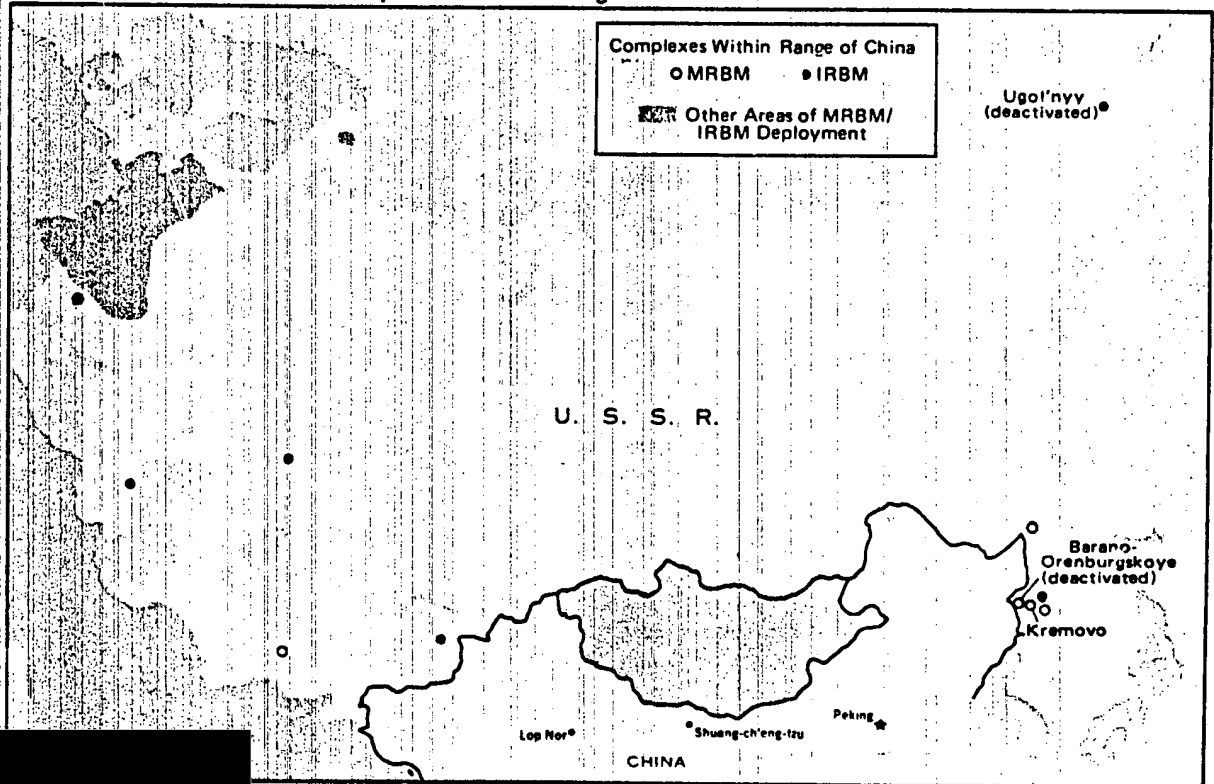 Complexes Within Range of China
MRBM IRBM
Other Areas of MRBM/
IRBM Deployment
Ugol'nyy
(deactivated)
U. S. S. R.
Barano-
Orenburgskoye
(deactivated)
Kremovo
Peking
Lop Nor
Shuang-ch'eng-tzu
CHINA